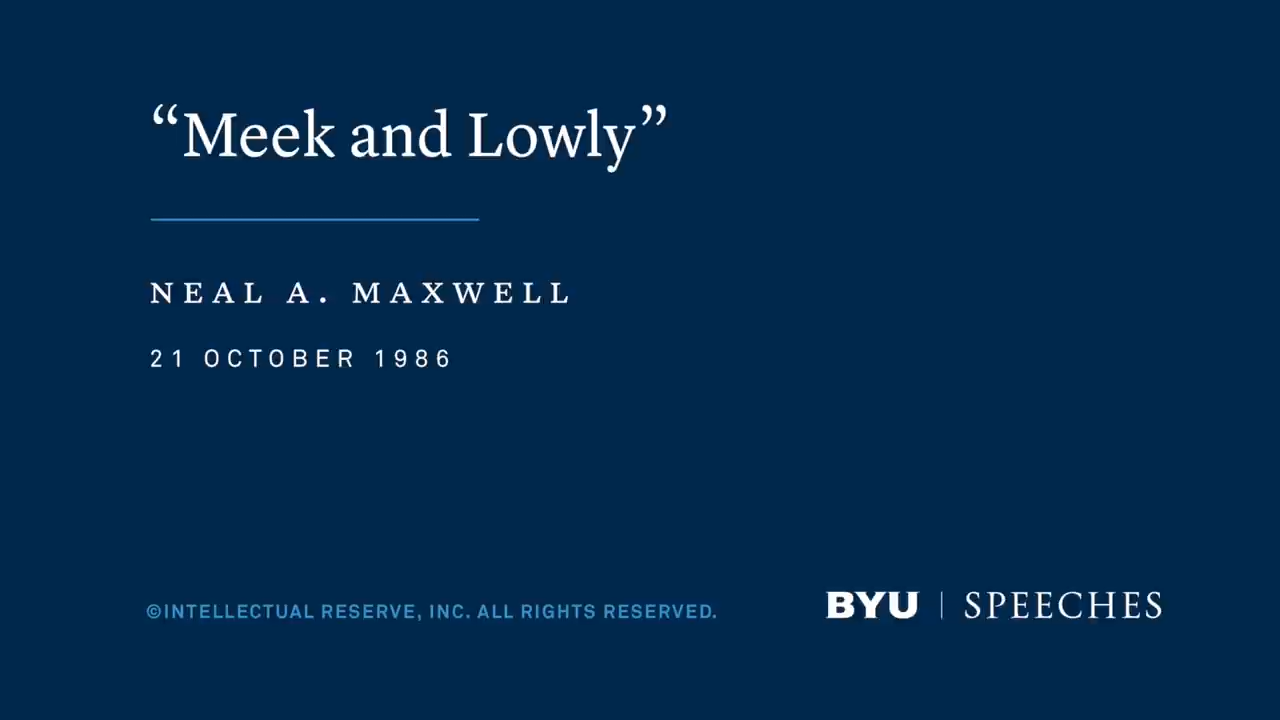 “Meek and Lowly”
NEAL A. MAXWELL
21 OCTOBER 1986
©INTELLECTUAL RESERVE, INC. ALL RIGHTS RESERVED.
BYU | SPEECHES